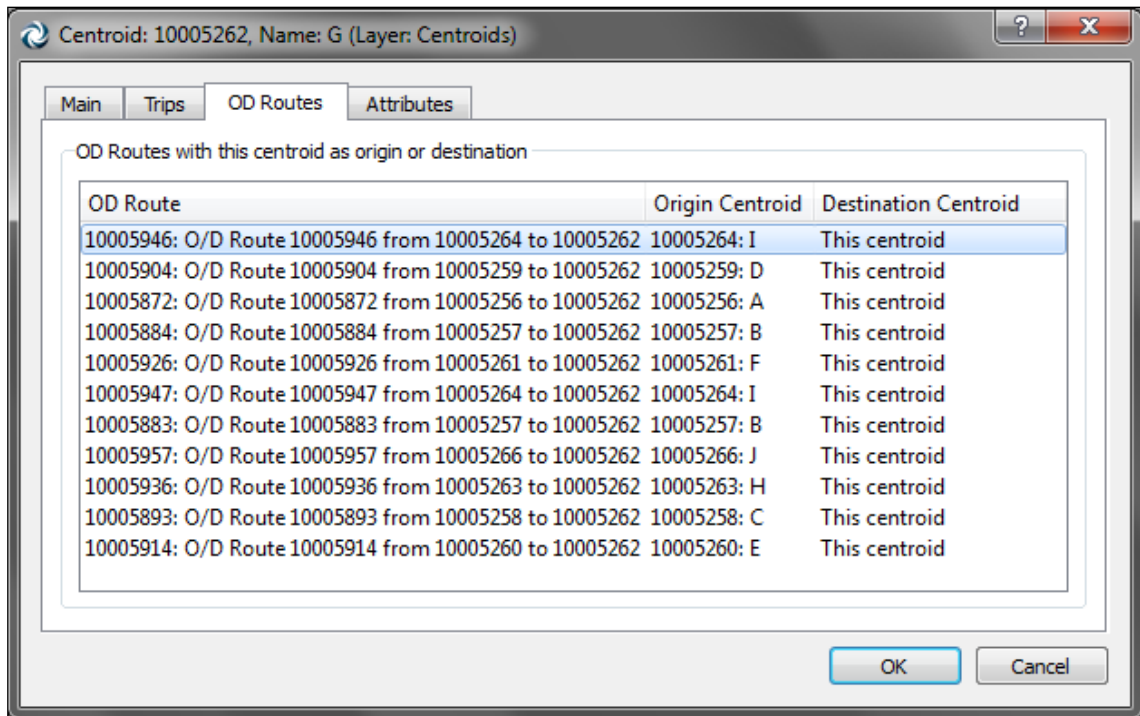 Centroid: 10005262, Name: G (Layer: Centroids)
? X
Main Trips OD Routes Attributes
OD Routes with this centroid as origin or destination
OD Route Origin Centroid Destination Centroid
10005946: O/D Route 10005946 from 10005264 to 10005262 10005264: I This centroid
10005904: O/D Route 10005904 from 10005259 to 10005262 10005259: D This centroid
10005872: O/D Route 10005872 from 10005256 to 10005262 10005256: A This centroid
10005884: O/D Route 10005884 from 10005257 to 10005262 10005257: B This centroid
10005926: O/D Route 10005926 from 10005261 to 10005262 10005261: F This centroid
10005947: O/D Route 10005947 from 10005264 to 10005262 10005264: I This centroid
10005883: O/D Route 10005883 from 10005257 to 10005262 10005257: B This centroid
10005957: O/D Route 10005957 from 10005266 to 10005262 10005266: J This centroid
10005936: O/D Route 10005936 from 10005263 to 10005262 10005263: H This centroid
10005893: O/D Route 10005893 from 10005258 to 10005262 10005258: C This centroid
10005914: O/D Route 10005914 from 10005260 to 10005262 10005260: E This centroid
OK Cancel